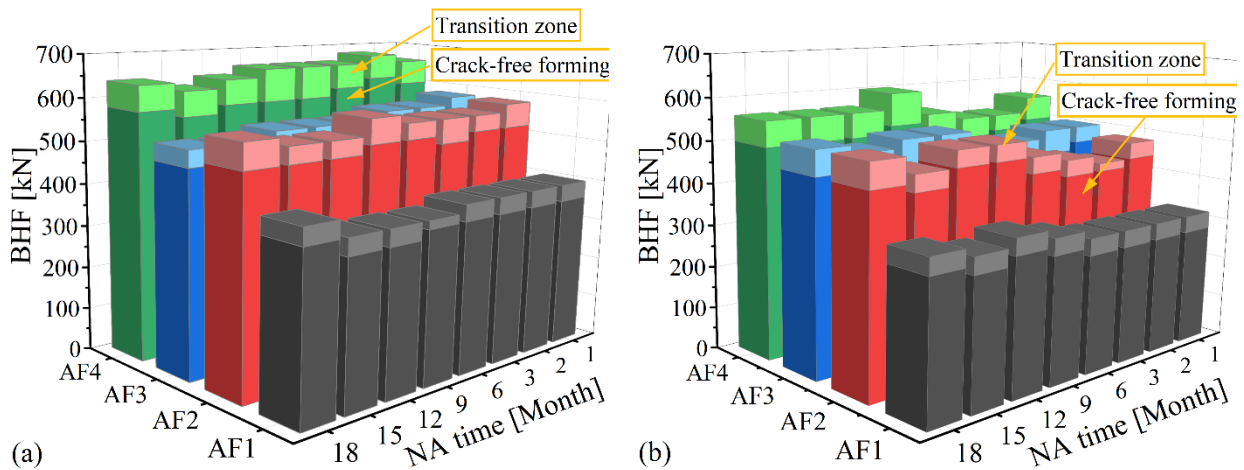 Transition zone
Crack-free forming
700
600
500
400
300
200
100
0
BHF [kN]
AF4
AF3
AF2
AF1
18
15
12
9
6
3
2
1
NA time [Month]
(a)
Transition zone
Crack-free forming
700
600
500
400
300
200
100
0
BHF [kN]
AF4
AF3
AF2
AF1
18
15
12
9
6
3
2
1
NA time [Month]
(b)